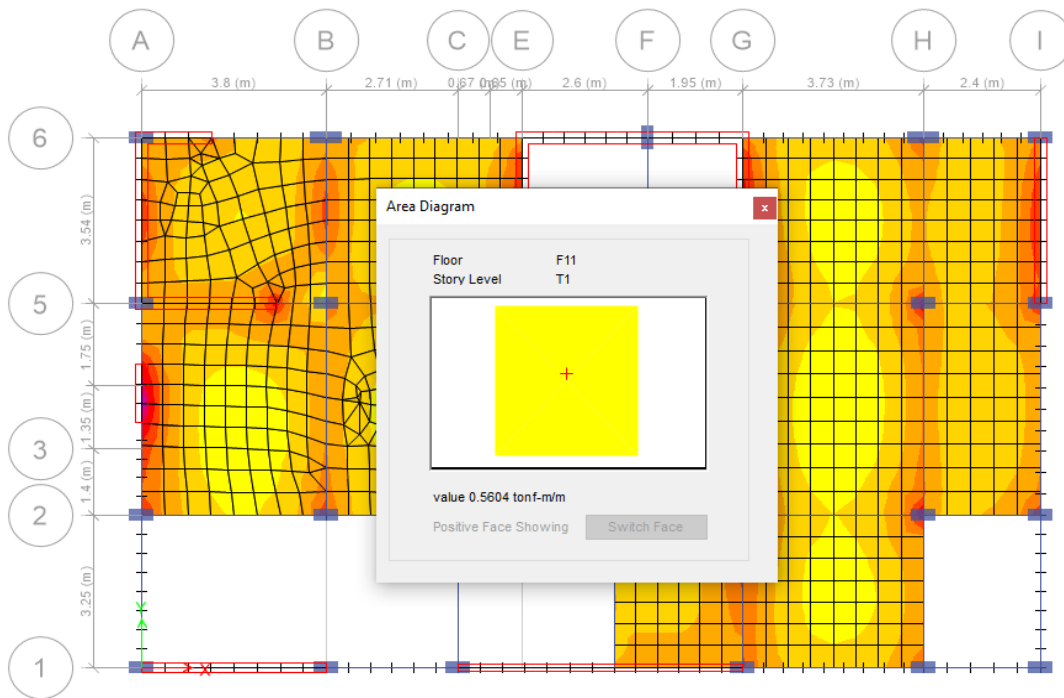 A B C E F G H I
3.8 (m) 2.71 (m) 0.67 0.65 (m) 2.6 (m) 1.95 (m) 3.73 (m) 2.4 (m)
6
3.54 (m)
5
1.75 (m)
1.35 (m)
3
1.4 (m)
2
3.25 (m)
1
Area Diagram
x
Floor F11
Story Level T1
value 0.5604 tonf-m/m
Positive Face Showing Switch Face
Y
X